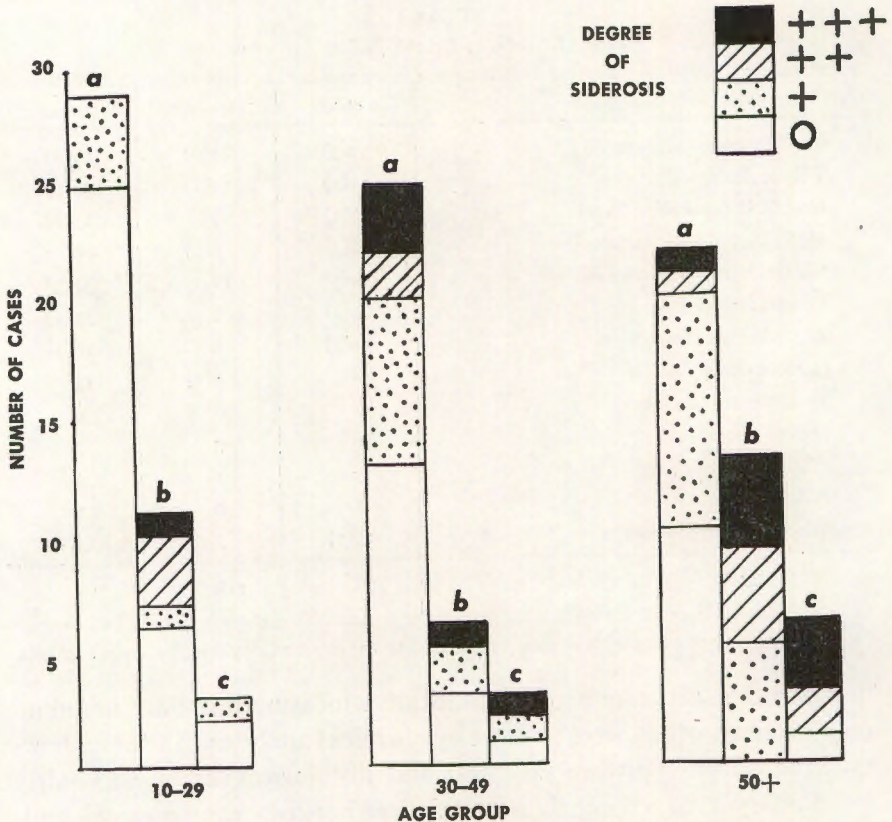 DEGREE
OF
SIDEROSIS
+++
++
+
O
30
25
20
15
10
5
NUMBER OF CASES
a
b
c
a
b
c
a
b
c
10–29
30–49
50+
AGE GROUP